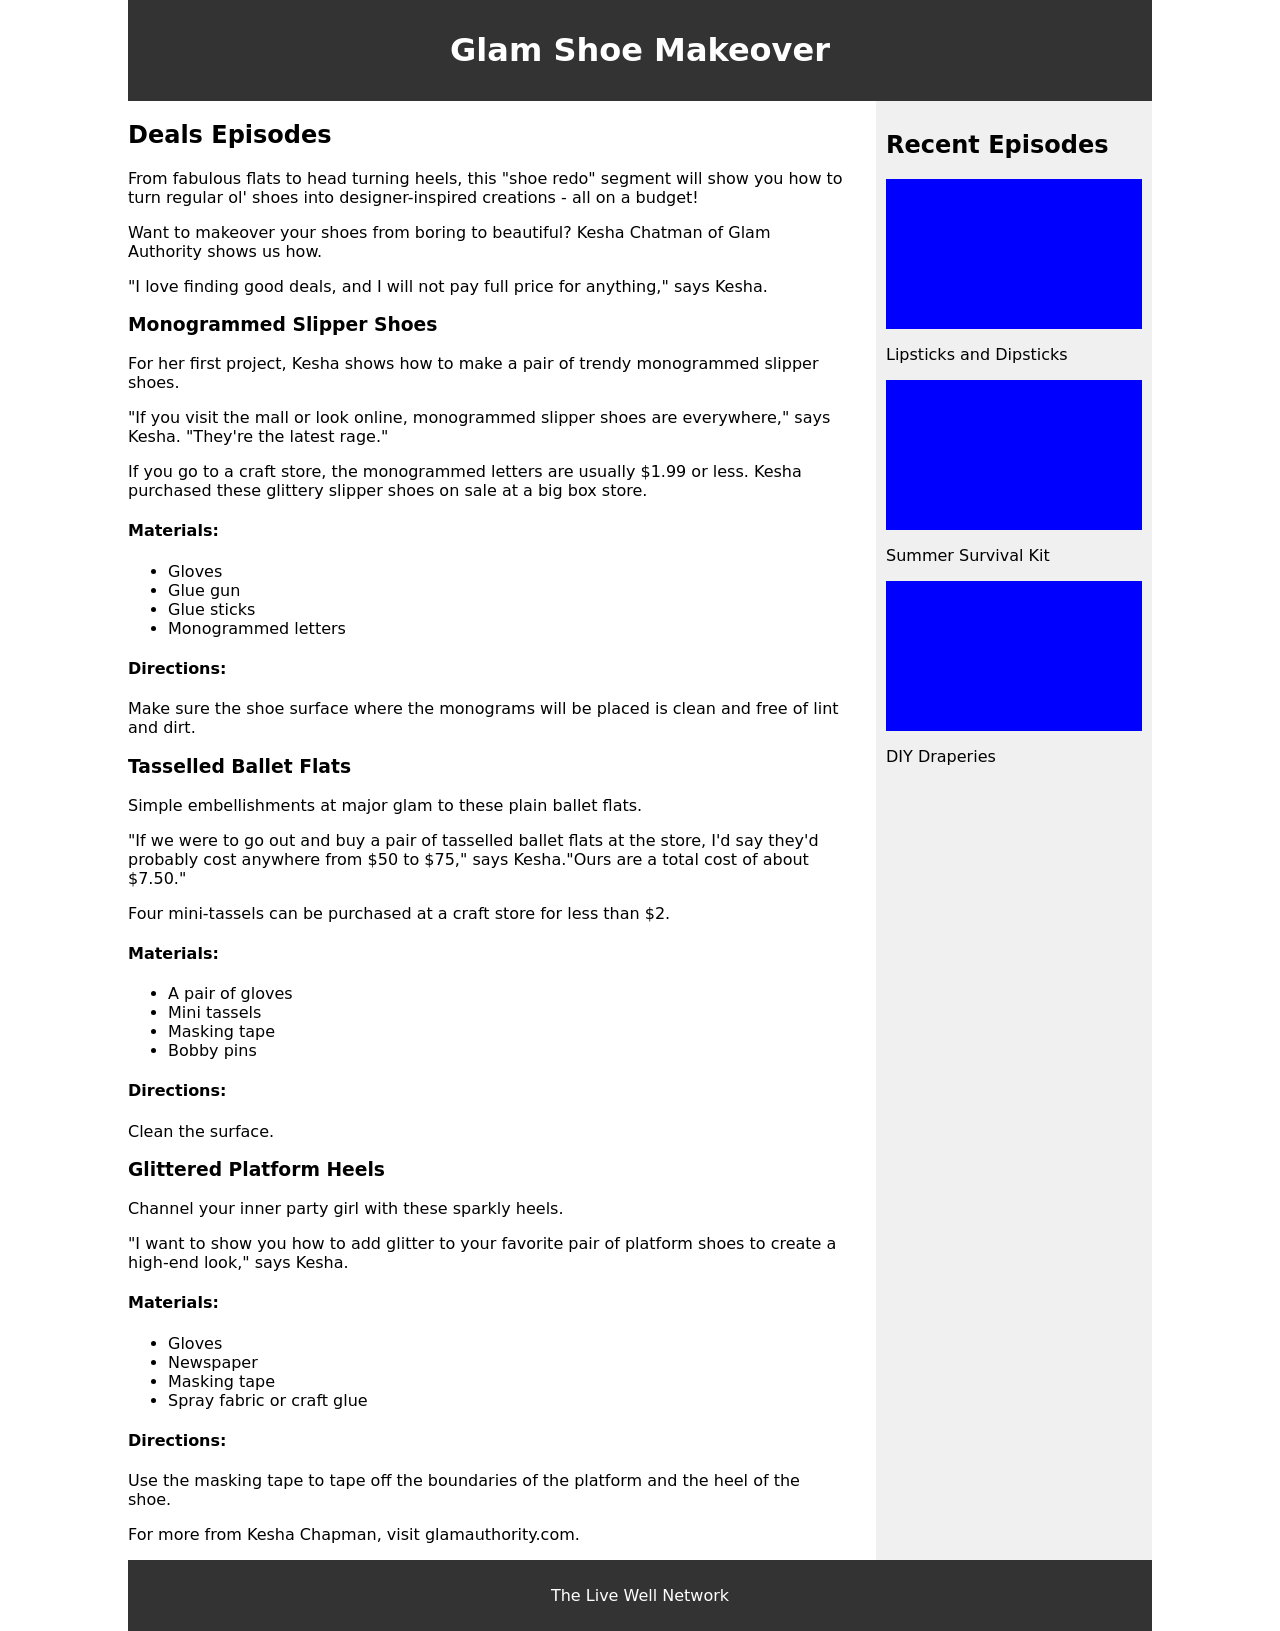 Glam Shoe Makeover
Deals Episodes
From fabulous flats to head turning heels, this "shoe redo" segment will show you how to
turn regular ol' shoes into designer-inspired creations - all on a budget!
Want to makeover your shoes from boring to beautiful? Kesha Chatman of Glam
Authority shows us how.
"I love finding good deals, and I will not pay full price for anything," says Kesha.
Monogrammed Slipper Shoes
For her first project, Kesha shows how to make a pair of trendy monogrammed slipper
shoes.
"If you visit the mall or look online, monogrammed slipper shoes are everywhere," says
Kesha. "They're the latest rage."
If you go to a craft store, the monogrammed letters are usually $1.99 or less. Kesha
purchased these glittery slipper shoes on sale at a big box store.
Materials:
• Gloves
• Glue gun
• Glue sticks
• Monogrammed letters
Directions:
Make sure the shoe surface where the monograms will be placed is clean and free of lint
and dirt.
Tasselled Ballet Flats
Simple embellishments at major glam to these plain ballet flats.
"If we were to go out and buy a pair of tasselled ballet flats at the store, I'd say they'd
probably cost anywhere from $50 to $75," says Kesha."Ours are a total cost of about
$7.50."
Four mini-tassels can be purchased at a craft store for less than $2.
Materials:
• A pair of gloves
• Mini tassels
• Masking tape
• Bobby pins
Directions:
Clean the surface.
Glittered Platform Heels
Channel your inner party girl with these sparkly heels.
"I want to show you how to add glitter to your favorite pair of platform shoes to create a
high-end look," says Kesha.
Materials:
• Gloves
• Newspaper
• Masking tape
• Spray fabric or craft glue
Directions:
Use the masking tape to tape off the boundaries of the platform and the heel of the
shoe.
For more from Kesha Chapman, visit glamauthority.com.
Recent Episodes
Lipsticks and Dipsticks
Summer Survival Kit
DIY Draperies
The Live Well Network